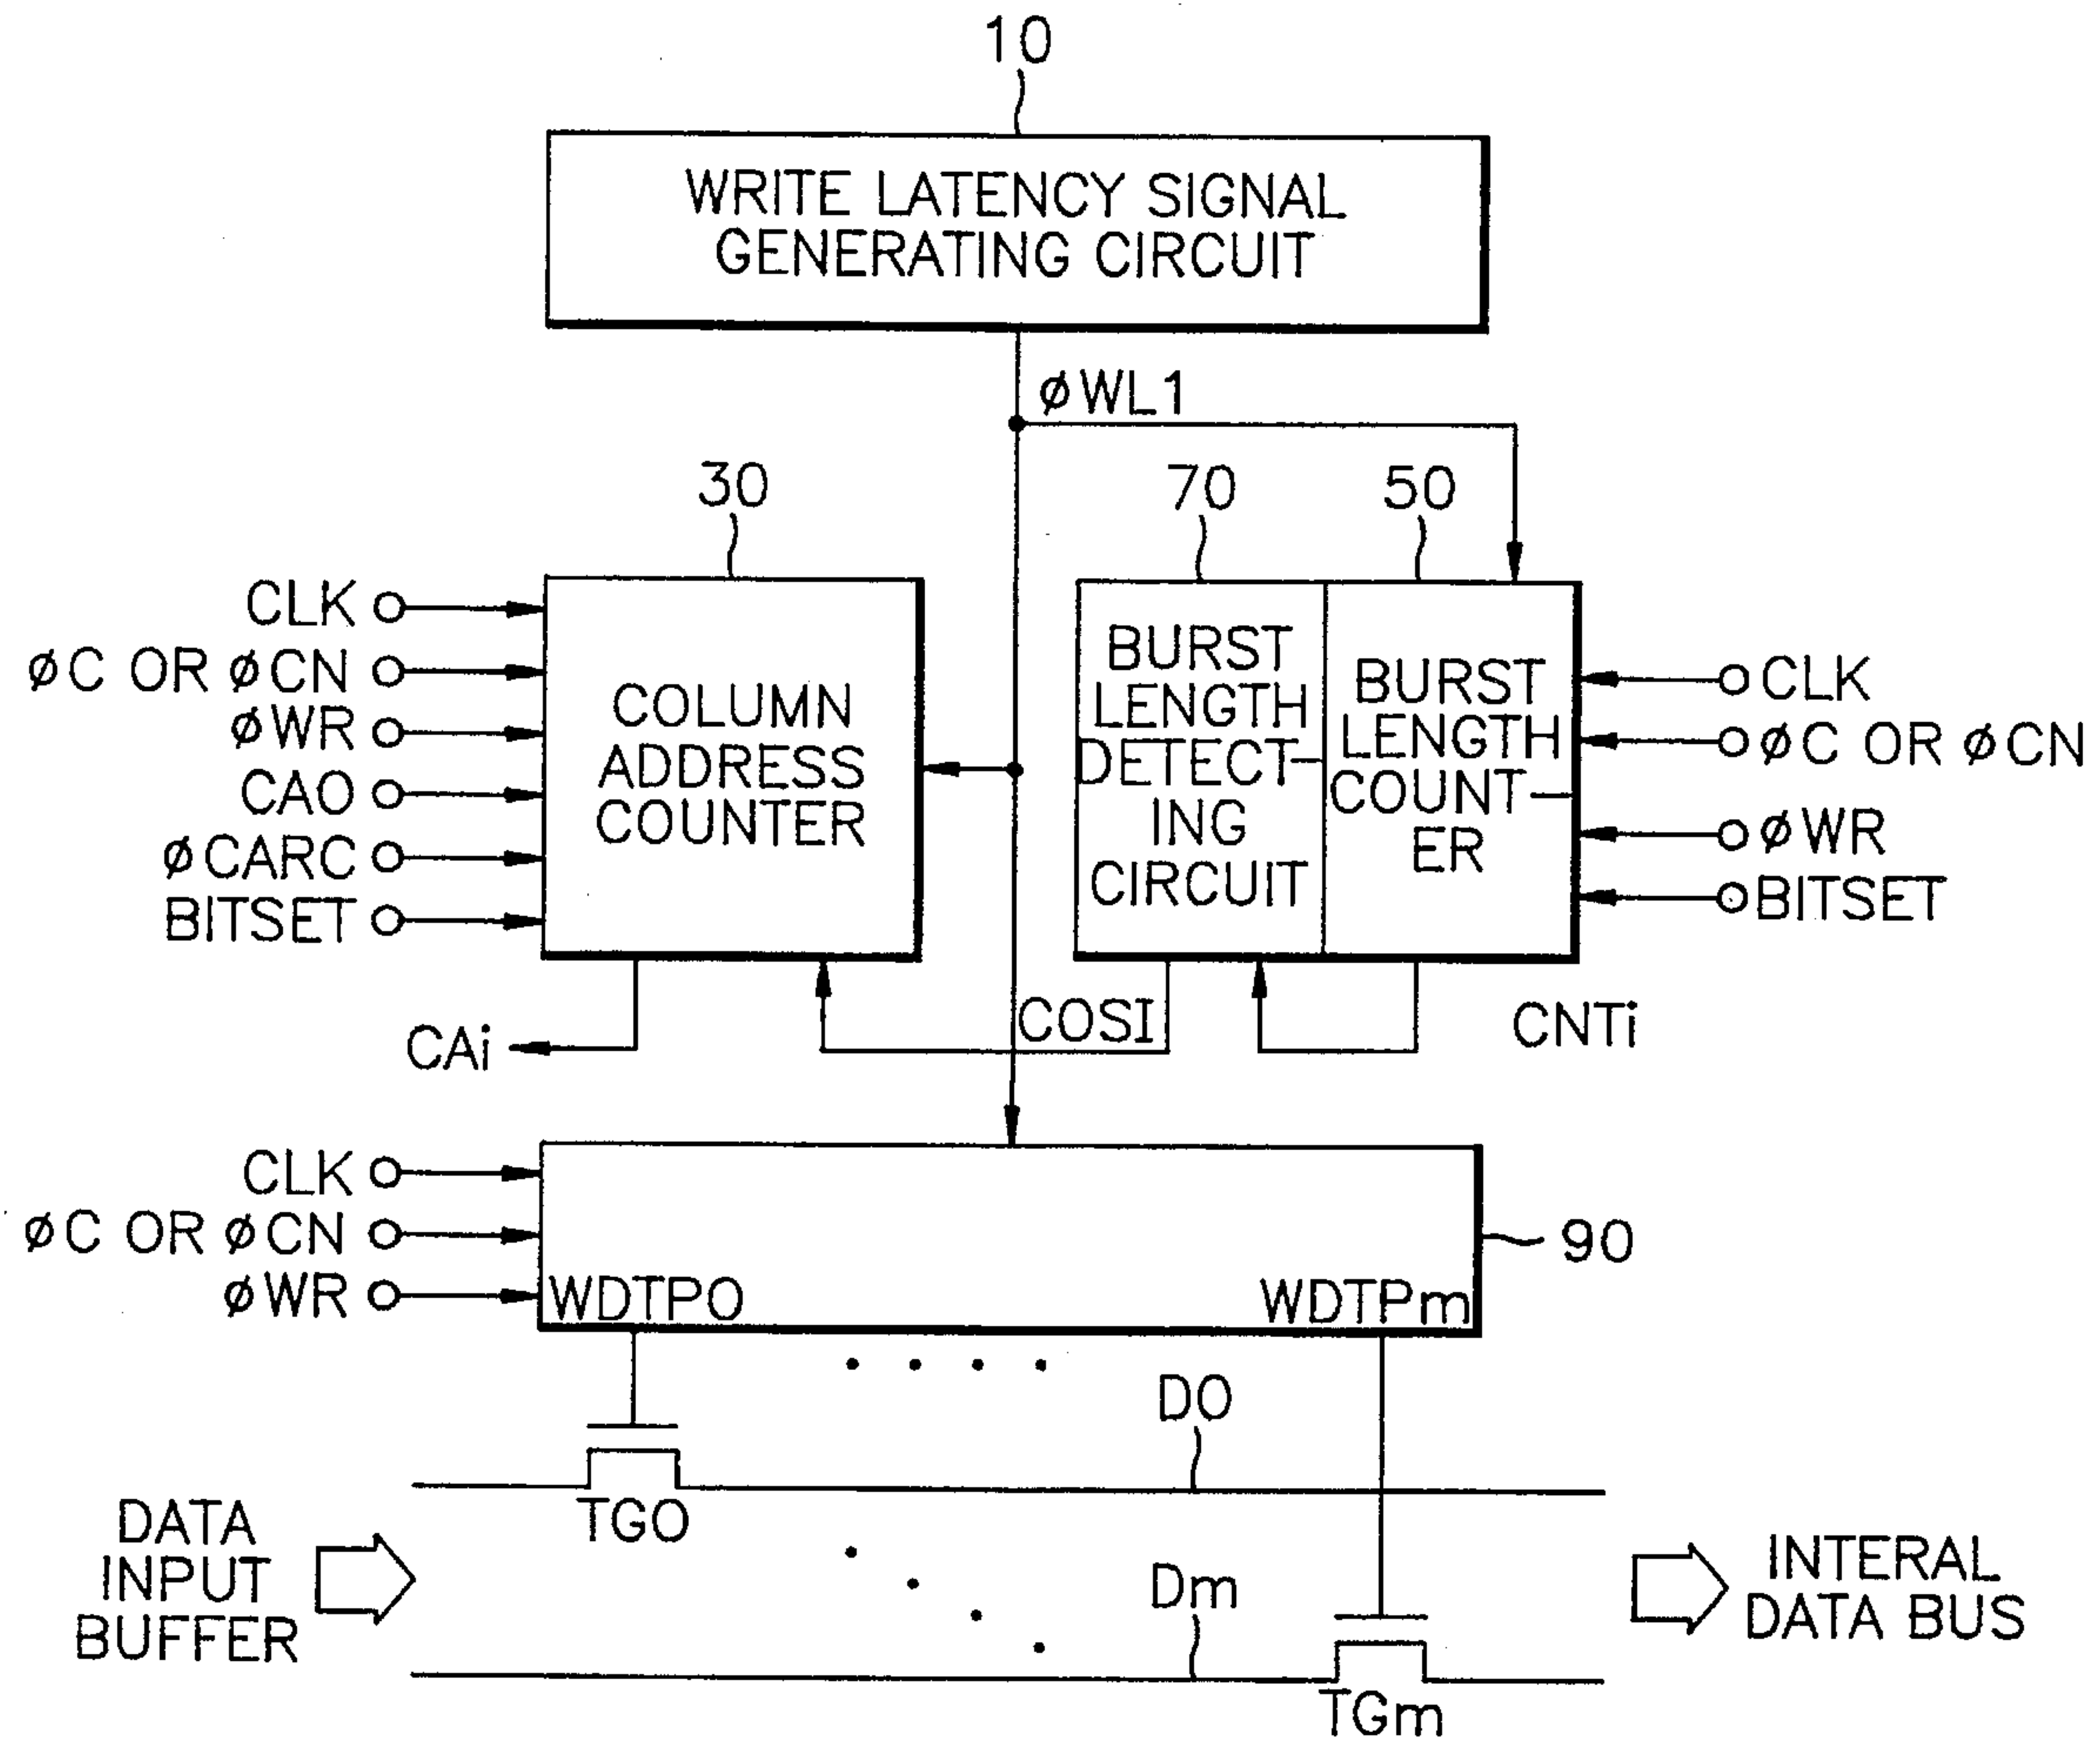 10
WRITE LATENCY SIGNAL
GENERATING CIRCUIT
øWL1
30
70
50
CLK
øC OR øCN
øWR
CAO
øCARC
BITSET
COLUMN
ADDRESS
COUNTER
BURST
LENGTH
DETECT-
ING
CIRCUIT
BURST
LENGTH
COUNT-
ER
CLK
øC OR øCN
øWR
BITSET
CAi
COSI
CNTi
CLK
øC OR øCN
øWR
WDTPO
WDTPm
90
DO
TGO
DATA
INPUT
BUFFER
Dm
INTERAL
DATA BUS
TGm